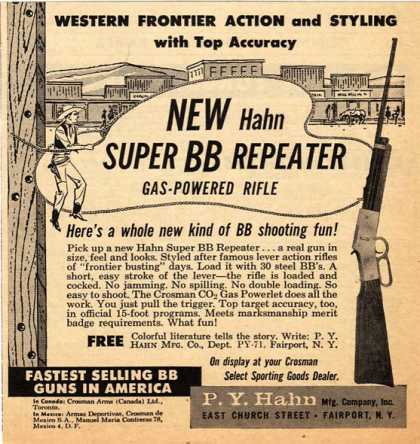 WESTERN FRONTIER ACTION and STYLING
with Top Accuracy
NEW Hahn
SUPER BB REPEATER
GAS-POWERED RIFLE
Here's a whole new kind of BB shooting fun!
Pick up a new Hahn Super BB Repeater . . . a real gun in
size, feel and looks. Styled after famous lever action rifles
of "frontier busting" days. Load it with 30 steel BB's. A
short, easy stroke of the lever—the rifle is loaded and
cocked. No jamming. No spilling. No double loading. So
easy to shoot. The Crosman CO₂ Gas Powerlet does all the
work. You just pull the trigger. Top target accuracy, too,
in official 15-foot programs. Meets marksmanship merit
badge requirements. What fun!
FREE Colorful literature tells the story. Write: P. Y.
HAHN MFG. CO., Dept. PY-71, Fairport, N. Y.
On display at your Crosman
Select Sporting Goods Dealer.
FASTEST SELLING BB
GUNS IN AMERICA
In Canada: Crosman Arms (Canada) Ltd.,
Toronto.
In Mexico: Armas Deportivas, Crosman de
Mexico S.A., Manuel Maria Contreras 78,
Mexico 4, D. F.
P. Y. Hahn Mfg. Company, Inc.
EAST CHURCH STREET • FAIRPORT, N. Y.